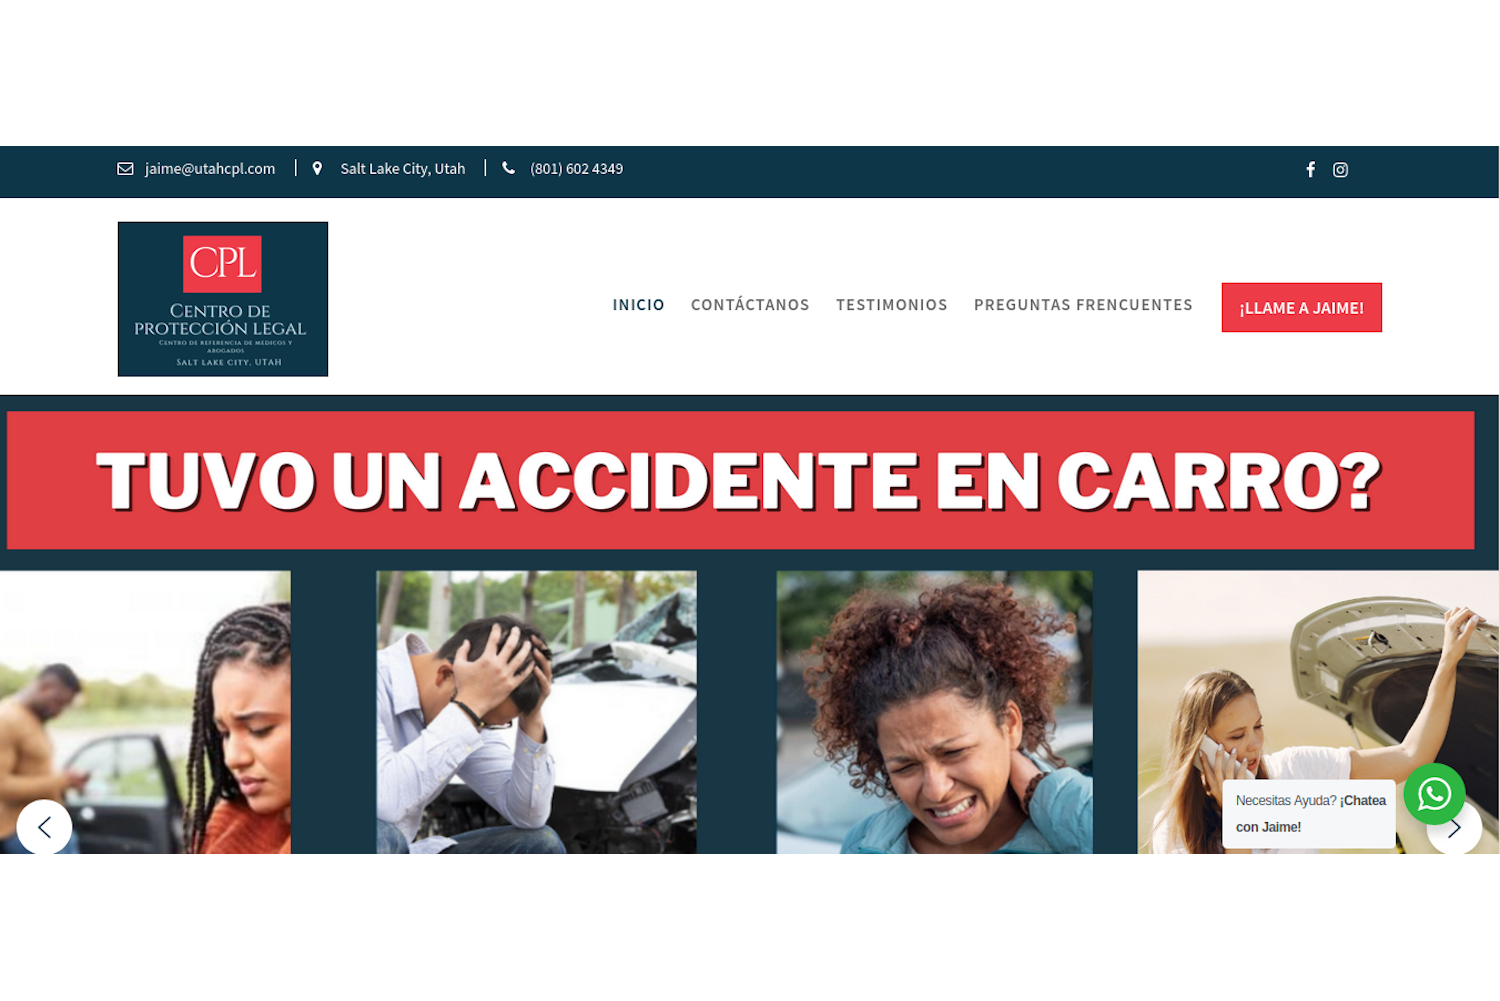 jaime@utahcpl.com
Salt Lake City, Utah
(801) 602 4349
CPL
CENTRO DE
PROTECCIÓN LEGAL
CENTRO DE REFERENCIA DE MEDICOS Y
ABOGADOS
SALT LAKE CITY, UTAH
INICIO
CONTÁCTANOS
TESTIMONIOS
PREGUNTAS FRENCUENTES
¡LLAME A JAIME!
TUVO UN ACCIDENTE EN CARRO?
Necesitas Ayuda? ¡Chatea
con Jaime!